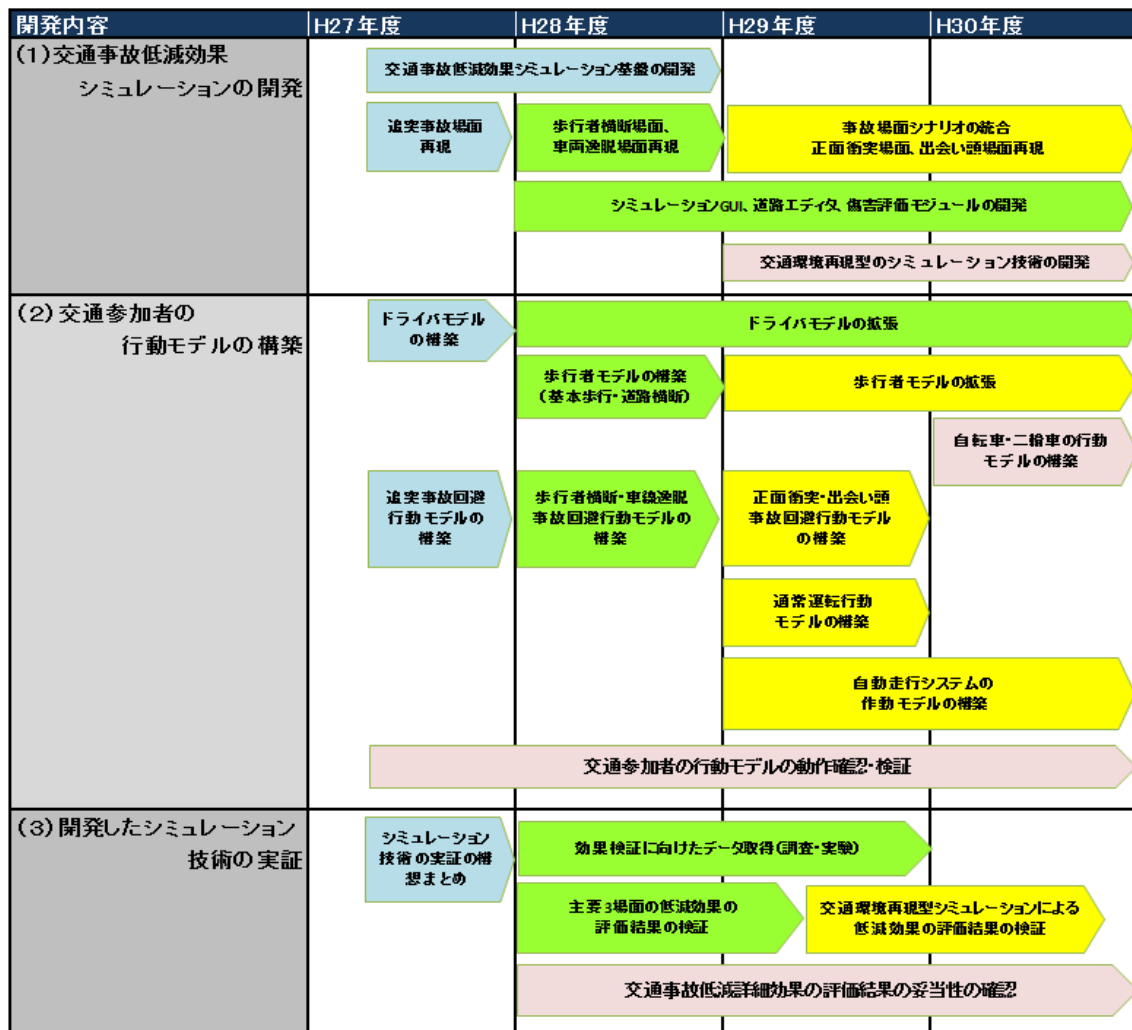 開発内容
H27年度
H28年度
H29年度
H30年度
(1)交通事故低減効果
シミュレーションの開発
交通事故低減効果シミュレーション基盤の開発
追突事故場面
再現
歩行者横断場面、
車両逸脱場面再現
事故場面シナリオの統合
正面衝突場面、出会い頭場面再現
シミュレーションGUI、道路エディタ、傷害評価モジュールの開発
交通環境再現型のシミュレーション技術の開発
(2)交通参加者の
行動モデルの構築
ドライバモデル
の構築
ドライバモデルの拡張
歩行者モデルの構築
(基本歩行・道路横断)
歩行者モデルの拡張
自転車・二輪車の行動
モデルの構築
追突事故回避
行動モデルの
構築
歩行者横断・車線逸脱
事故回避行動モデルの
構築
正面衝突・出会い頭
事故回避行動モデル
の構築
通常運転行動
モデルの構築
自動走行システムの
作動モデルの構築
交通参加者の行動モデルの動作確認・検証
(3)開発したシミュレーション
技術の実証
シミュレーション
技術の実証の構
想まとめ
効果検証に向けたデータ取得(調査・実験)
主要3場面の低減効果の
評価結果の検証
交通環境再現型シミュレーションによる
低減効果の評価結果の検証
交通事故低減詳細効果の評価結果の妥当性の確認